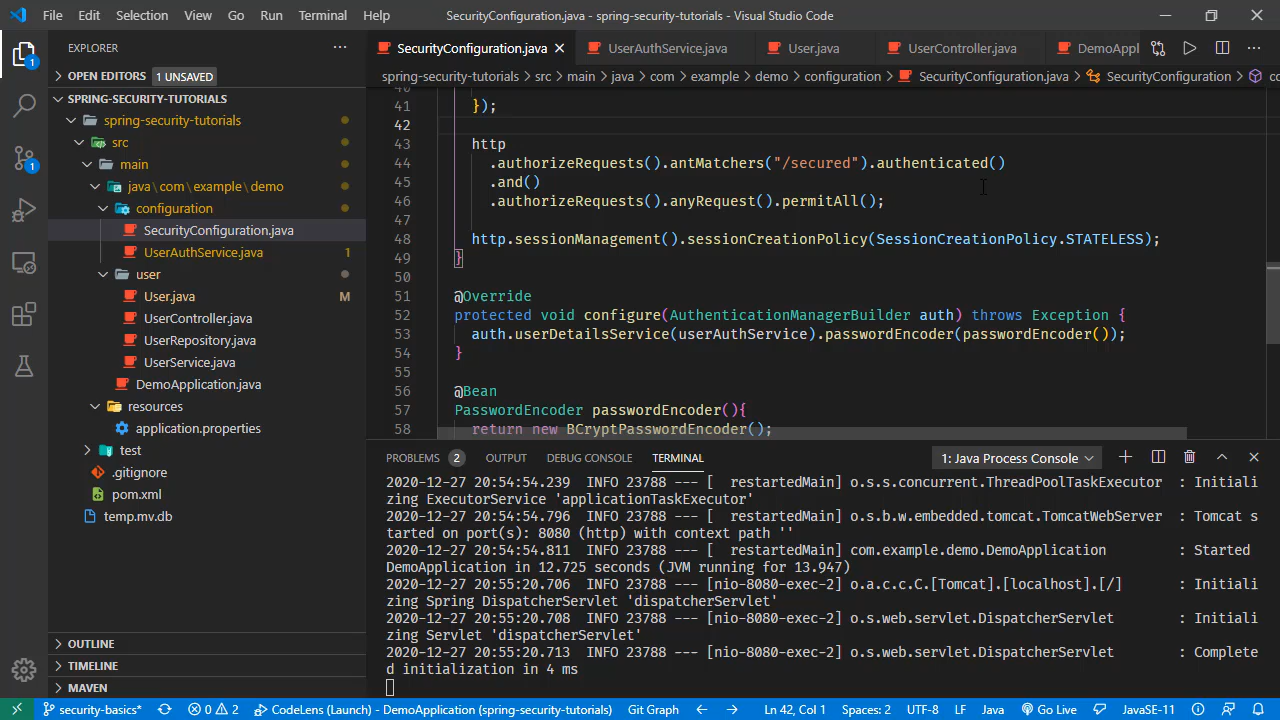 File Edit Selection View Go Run Terminal Help SecurityConfiguration.java - spring-security-tutorials - Visual Studio Code
EXPLORER
OPEN EDITORS 1 UNSAVED
SPRING-SECURITY-TUTORIALS
spring-security-tutorials
src
main
java\com\example\demo
configuration
SecurityConfiguration.java
UserAuthService.java 1
user
User.java M
UserController.java
UserRepository.java
UserService.java
DemoApplication.java
resources
application.properties
test
.gitignore
pom.xml
temp.mv.db
OUTLINE
TIMELINE
MAVEN
1
1
SecurityConfiguration.java UserAuthService.java User.java UserController.java DemoAppl
spring-security-tutorials > src > main > java > com > example > demo > configuration > SecurityConfiguration.java > SecurityConfiguration > co
40
41 });
42
43 http
44 .authorizeRequests().antMatchers("/secured").authenticated()
45 .and()
46 .authorizeRequests().anyRequest().permitAll();
47
48 http.sessionManagement().sessionCreationPolicy(SessionCreationPolicy.STATELESS);
49 }
50
51 @Override
52 protected void configure(AuthenticationManagerBuilder auth) throws Exception {
53 auth.userDetailsService(userAuthService).passwordEncoder(passwordEncoder());
54 }
55
56 @Bean
57 PasswordEncoder passwordEncoder(){
58 return new BCryptPasswordEncoder();
PROBLEMS 2 OUTPUT DEBUG CONSOLE TERMINAL 1: Java Process Console
2020-12-27 20:54:54.239 INFO 23788 --- [ restartedMain] o.s.s.concurrent.ThreadPoolTaskExecutor : Initiali
zing ExecutorService 'applicationTaskExecutor'
2020-12-27 20:54:54.796 INFO 23788 --- [ restartedMain] o.s.b.w.embedded.tomcat.TomcatWebServer : Tomcat s
tarted on port(s): 8080 (http) with context path ''
2020-12-27 20:54:54.811 INFO 23788 --- [ restartedMain] com.example.demo.DemoApplication : Started
DemoApplication in 12.725 seconds (JVM running for 13.947)
2020-12-27 20:55:20.706 INFO 23788 --- [nio-8080-exec-2] o.a.c.c.C.[Tomcat].[localhost].[/] : Initiali
zing Spring DispatcherServlet 'dispatcherServlet'
2020-12-27 20:55:20.708 INFO 23788 --- [nio-8080-exec-2] o.s.web.servlet.DispatcherServlet : Initiali
zing Servlet 'dispatcherServlet'
2020-12-27 20:55:20.713 INFO 23788 --- [nio-8080-exec-2] o.s.web.servlet.DispatcherServlet : Complete
d initialization in 4 ms
security-basics* 0 2 CodeLens (Launch) - DemoApplication (spring-security-tutorials) Git Graph Ln 42, Col 1 Spaces: 2 UTF-8 LF Java Go Live JavaSE-11